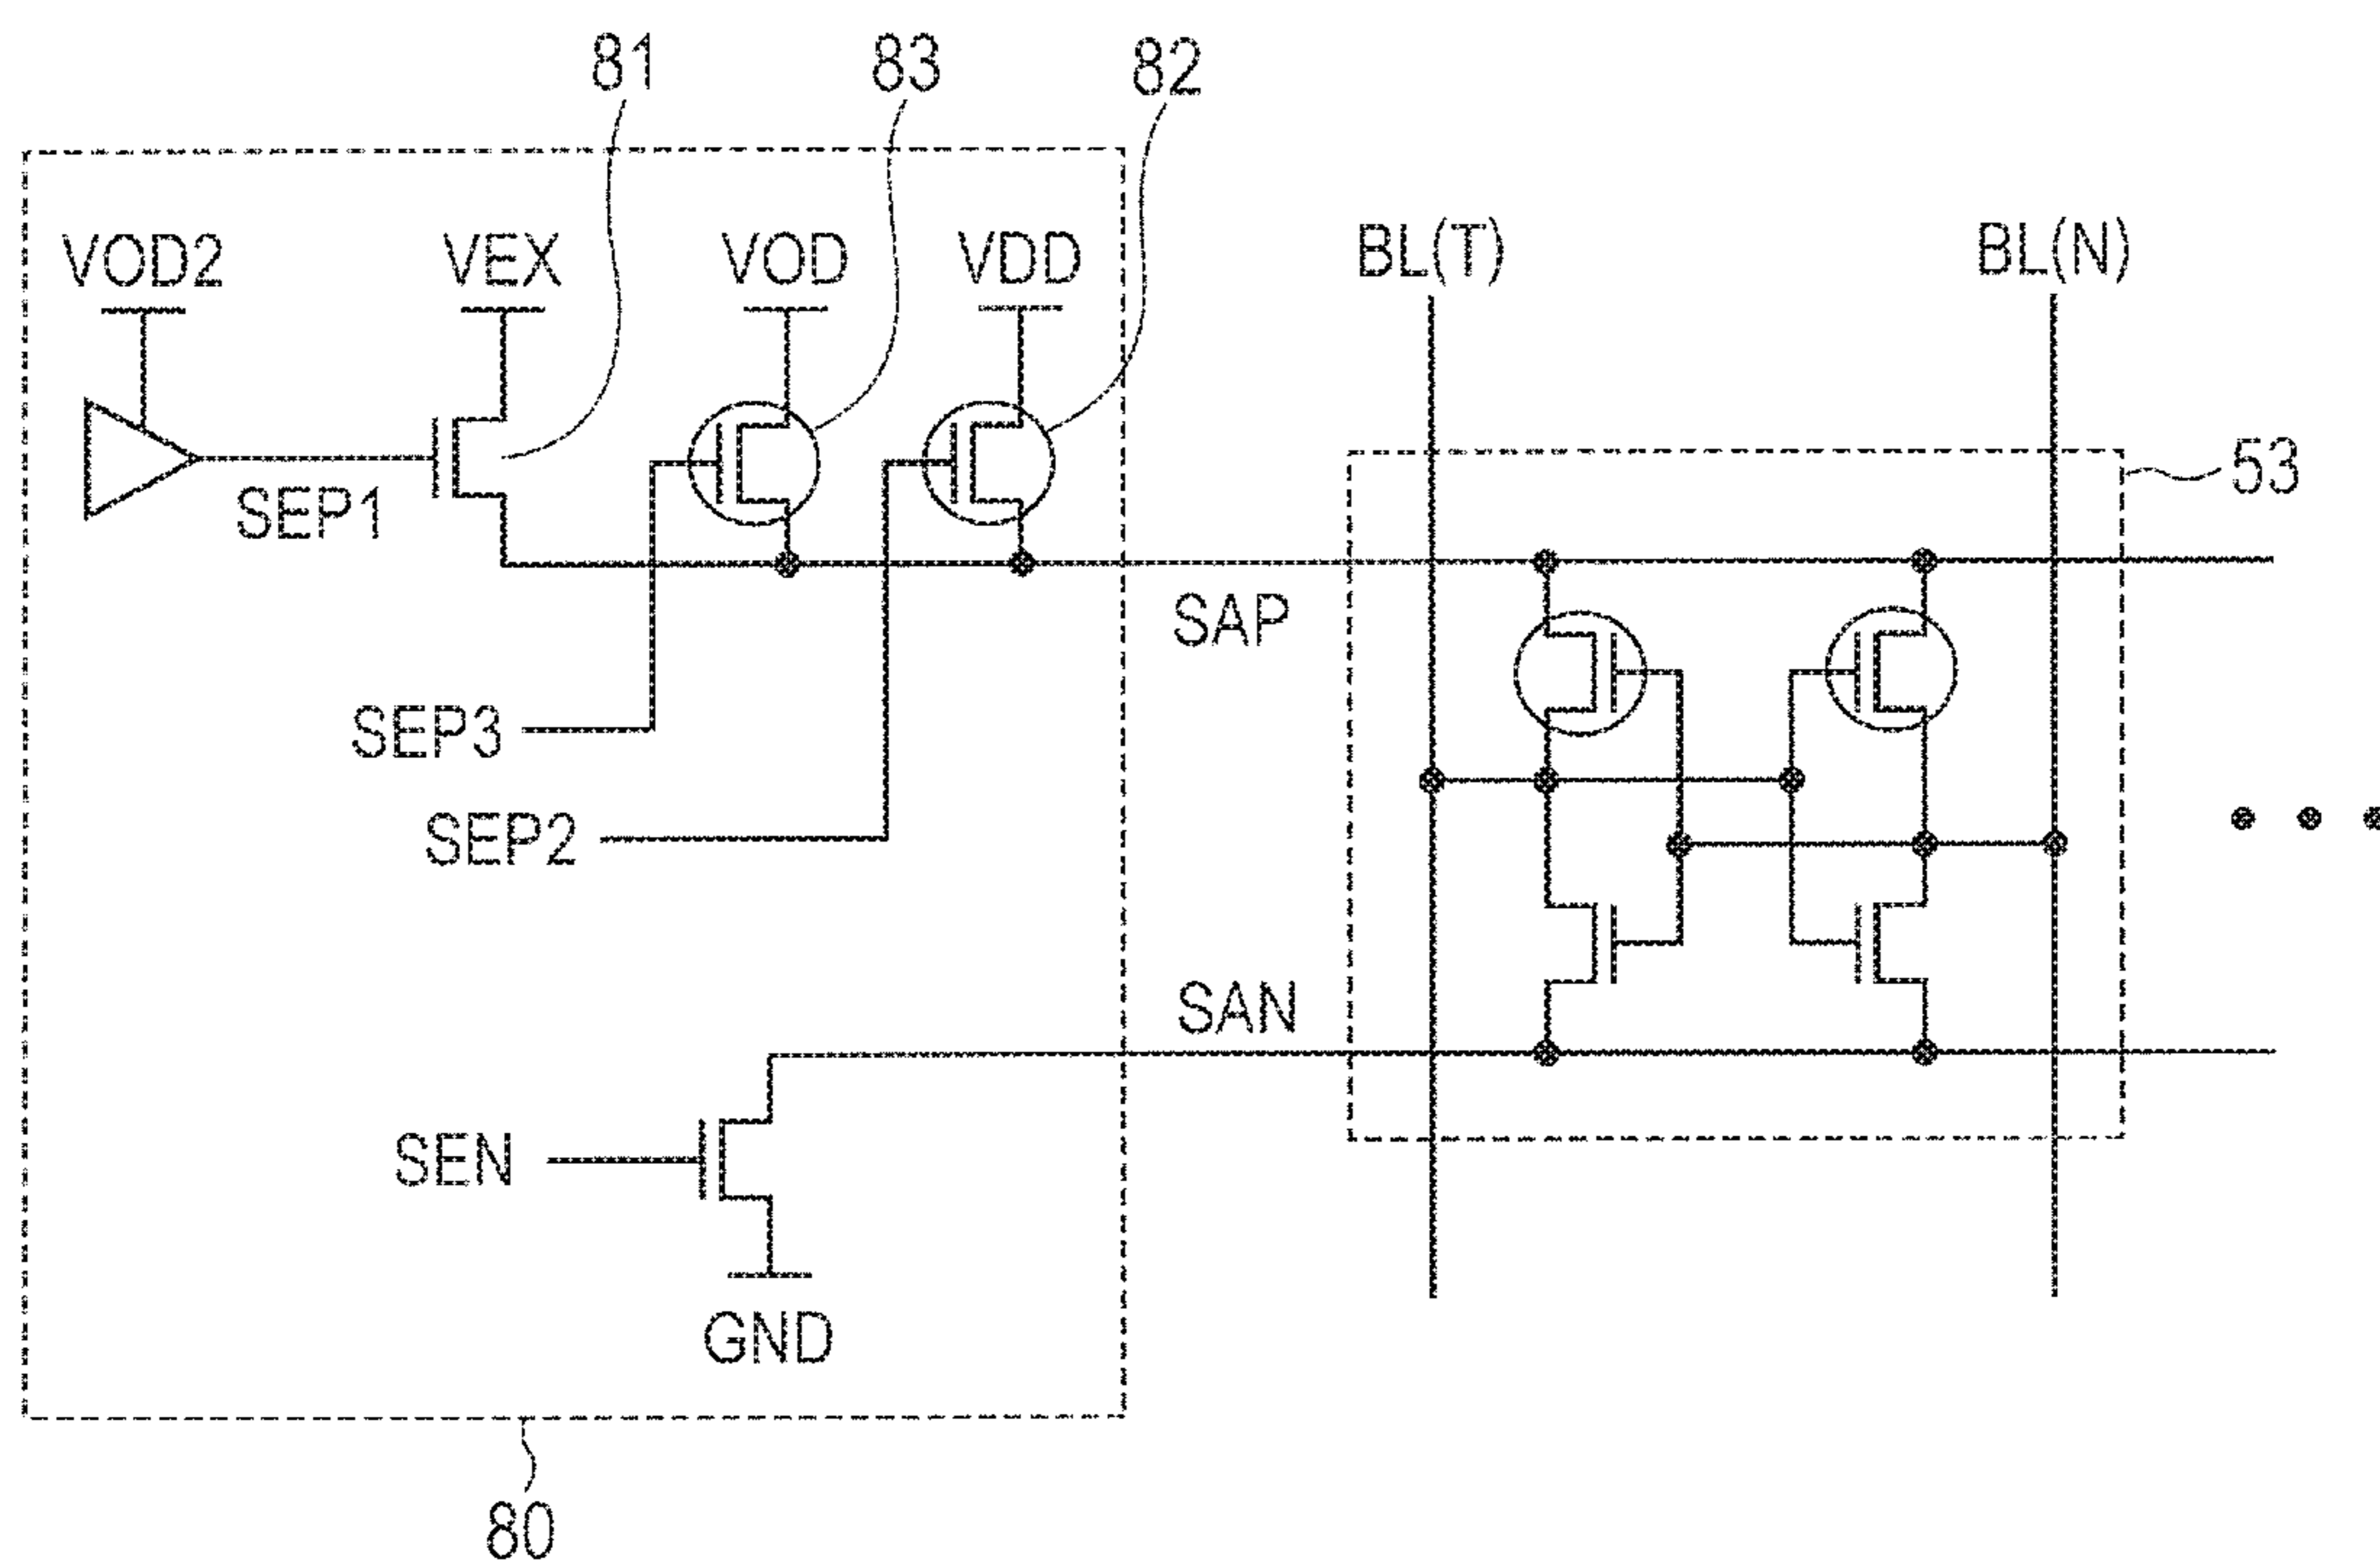 81
83
82
VOD2
VEX
VOD
VDD
BL(T)
BL(N)
53
SEP1
SAP
SEP3
SEP2
SAN
SEN
GND
80